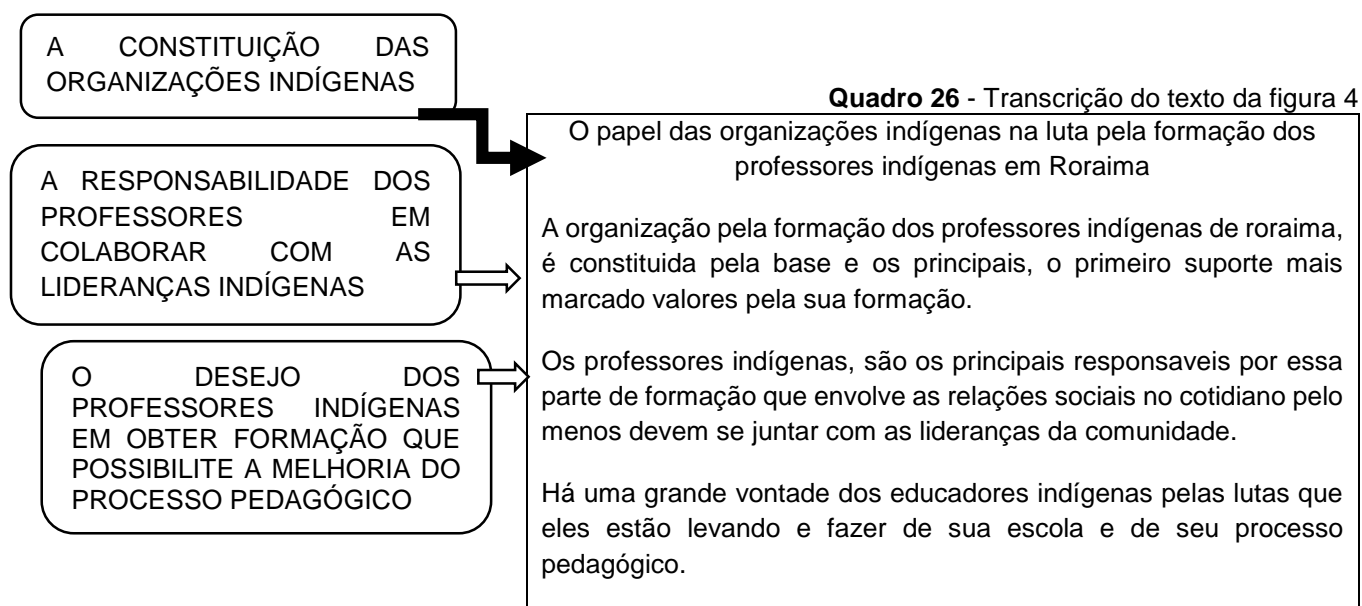 A CONSTITUIÇÃO DAS
ORGANIZAÇÕES INDÍGENAS
A RESPONSABILIDADE DOS
PROFESSORES EM
COLABORAR COM AS
LIDERANÇAS INDÍGENAS
O DESEJO DOS
PROFESSORES INDÍGENAS
EM OBTER FORMAÇÃO QUE
POSSIBILITE A MELHORIA DO
PROCESSO PEDAGÓGICO
Quadro 26 - Transcrição do texto da figura 4
O papel das organizações indígenas na luta pela formação dos
professores indígenas em Roraima
A organização pela formação dos professores indígenas de roraima,
é constituida pela base e os principais, o primeiro suporte mais
marcado valores pela sua formação.
Os professores indígenas, são os principais responsaveis por essa
parte de formação que envolve as relações sociais no cotidiano pelo
menos devem se juntar com as lideranças da comunidade.
Há uma grande vontade dos educadores indígenas pelas lutas que
eles estão levando e fazer de sua escola e de seu processo
pedagógico.